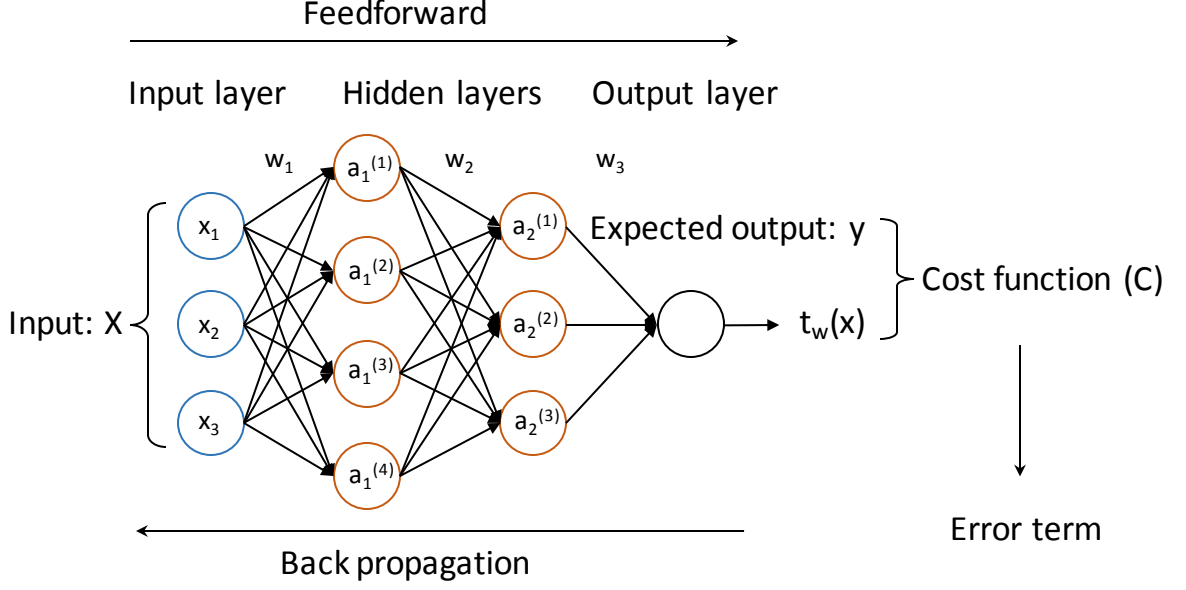 Feedforward
Input layer
Hidden layers
Output layer
w₁
w₂
w₃
a₁⁽¹⁾
x₁
a₂⁽¹⁾
Expected output: y
a₁⁽²⁾
Cost function (C)
Input: X
x₂
a₂⁽²⁾
t_w(x)
a₁⁽³⁾
x₃
a₂⁽³⁾
a₁⁽⁴⁾
Error term
Back propagation